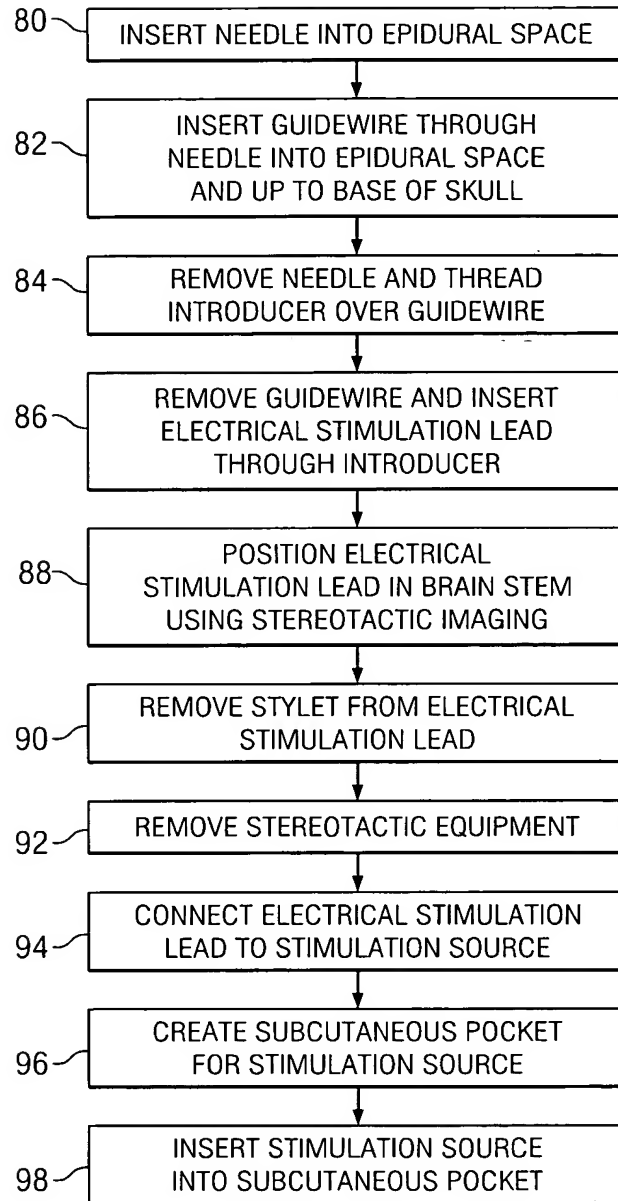 80 INSERT NEEDLE INTO EPIDURAL SPACE
INSERT GUIDEWIRE THROUGH
82 NEEDLE INTO EPIDURAL SPACE
AND UP TO BASE OF SKULL
84 REMOVE NEEDLE AND THREAD
INTRODUCER OVER GUIDEWIRE
REMOVE GUIDEWIRE AND INSERT
86 ELECTRICAL STIMULATION LEAD
THROUGH INTRODUCER
POSITION ELECTRICAL
88 STIMULATION LEAD IN BRAIN STEM
USING STEREOTACTIC IMAGING
REMOVE STYLET FROM ELECTRICAL
90 STIMULATION LEAD
92 REMOVE STEREOTACTIC EQUIPMENT
CONNECT ELECTRICAL STIMULATION
94 LEAD TO STIMULATION SOURCE
CREATE SUBCUTANEOUS POCKET
96 FOR STIMULATION SOURCE
INSERT STIMULATION SOURCE
98 INTO SUBCUTANEOUS POCKET